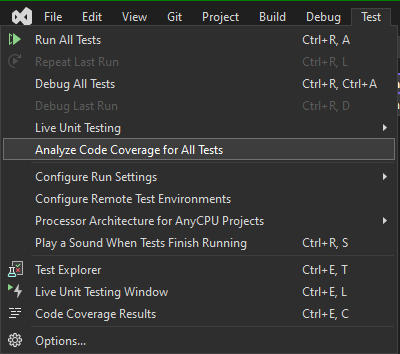 File Edit View Git Project Build Debug Test
Run All Tests Ctrl+R, A
Repeat Last Run Ctrl+R, L
Debug All Tests Ctrl+R, Ctrl+A
Debug Last Run Ctrl+R, D
Live Unit Testing
Analyze Code Coverage for All Tests
Configure Run Settings
Configure Remote Test Environments
Processor Architecture for AnyCPU Projects
Play a Sound When Tests Finish Running Ctrl+R, S
Test Explorer Ctrl+E, T
Live Unit Testing Window Ctrl+E, L
Code Coverage Results Ctrl+E, C
Options...